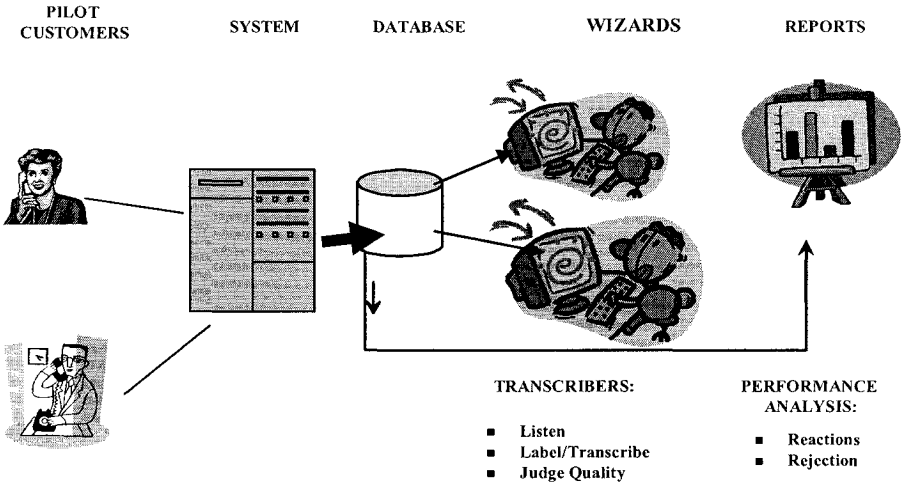 PILOT
CUSTOMERS
SYSTEM
DATABASE
WIZARDS
REPORTS
TRANSCRIBERS:
■ Listen
■ Label/Transcribe
■ Judge Quality
PERFORMANCE
ANALYSIS:
■ Reactions
■ Rejection